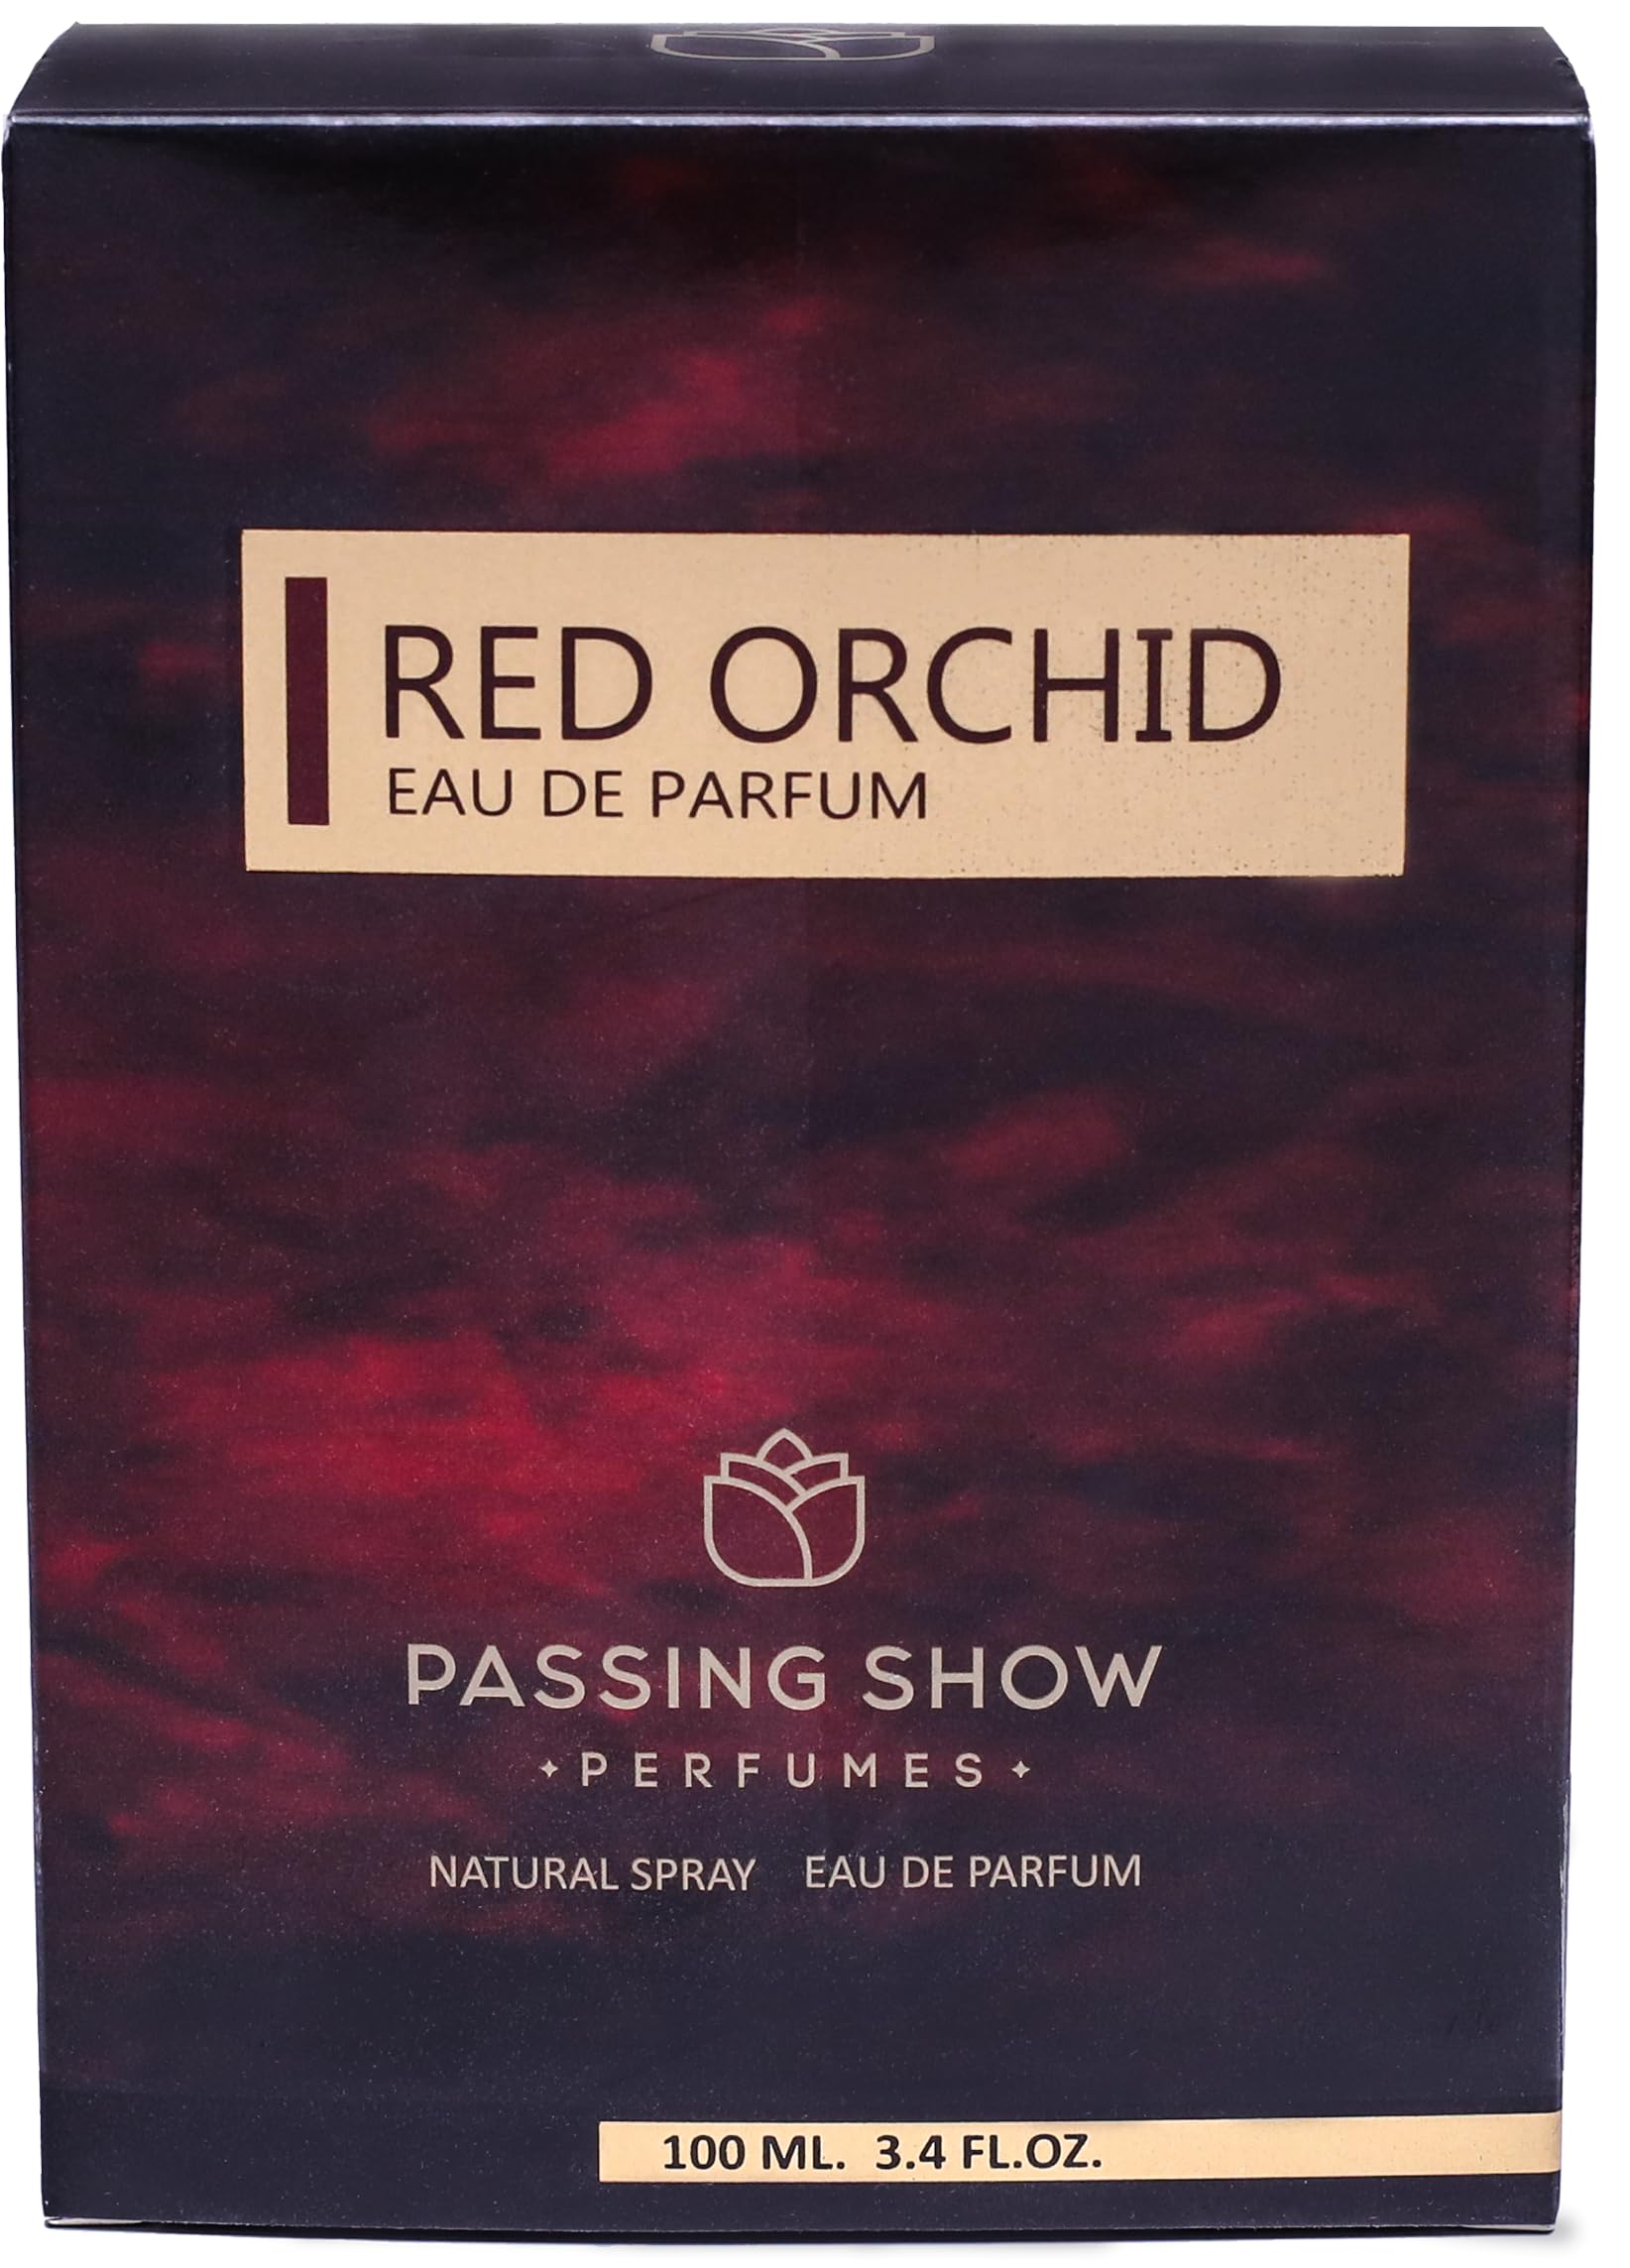 RED ORCHID
EAU DE PARFUM
PASSING SHOW
PERFUMES
NATURAL SPRAY EAU DE PARFUM
100 ML. 3.4 FL.OZ.